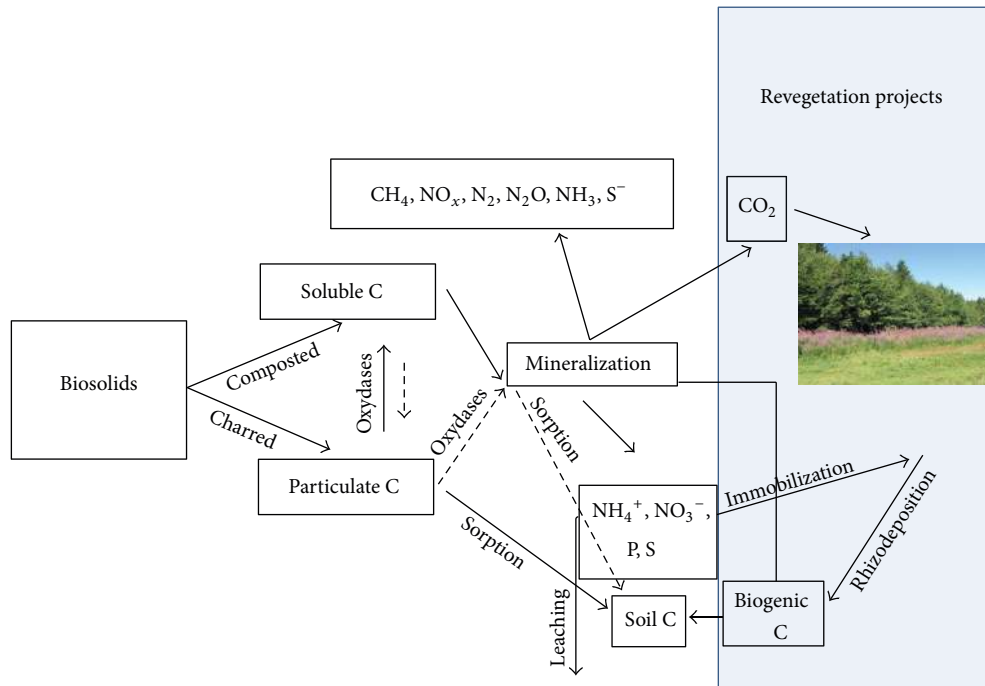 Revegetation projects
CH₄, NOₓ, N₂, N₂O, NH₃, S⁻
CO₂
Soluble C
Biosolids
Composted
Charred
Oxydases
Mineralization
Oxydases
Sorption
Particulate C
Sorption
NH₄⁺, NO₃⁻,
P, S
Immobilization
Rhizodeposition
Leaching
Soil C
Biogenic
C